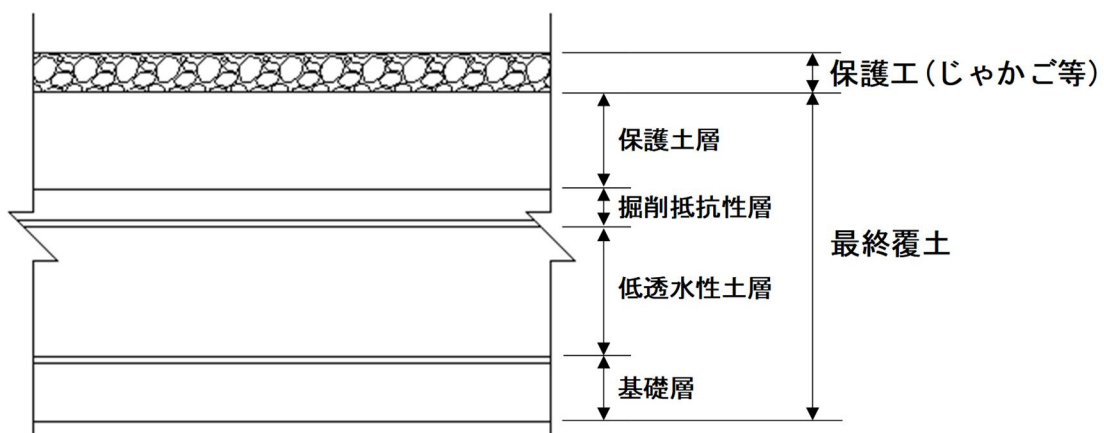 保護工(じゃかご等)
保護土層
掘削抵抗性層
最終覆土
低透水性土層
基礎層